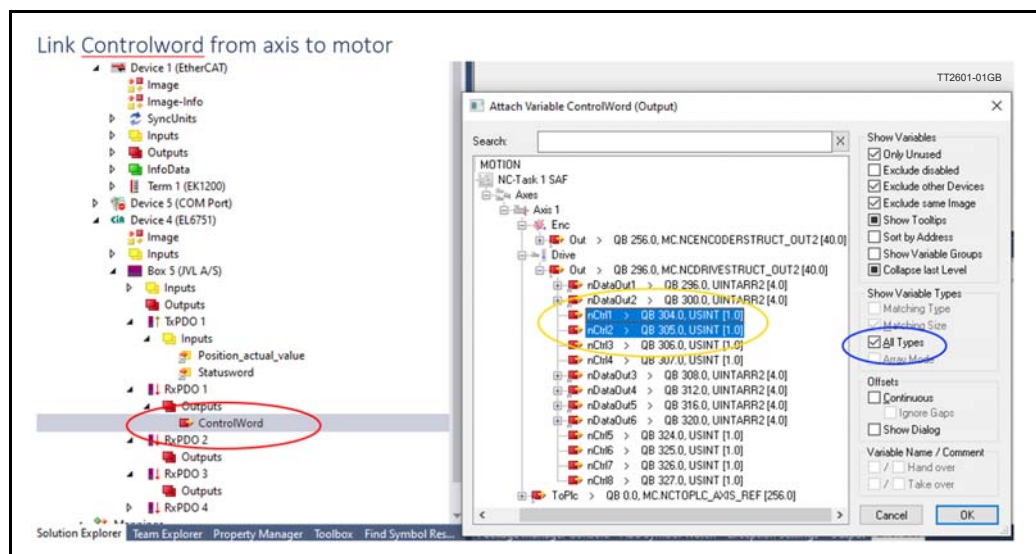 Link Controlword from axis to motor
TT2601-01GB
Device 1 (EtherCAT)
Image
Image-Info
SyncUnits
Inputs
Outputs
InfoData
Term 1 (EK1200)
Device 5 (COM Port)
Device 4 (EL6751)
Image
Inputs
Box 5 (JVL A/S)
Inputs
Outputs
TxPDO 1
Inputs
Position_actual_value
Statusword
RxPDO 1
Outputs
ControlWord
RxPDO 2
Outputs
RxPDO 3
Outputs
RxPDO 4
Solution Explorer Team Explorer Property Manager Toolbox Find Symbol Res...
Attach Variable ControlWord (Output)
Search:
MOTION
NC-Task 1 SAF
Axes
Axis 1
Enc
Out > QB 256.0, MC.NCENCODERSTRUCT_OUT2 [40.0]
Drive
Out > QB 296.0, MC.NCDRIVESTRUCT_OUT2 [40.0]
nDataOut1 > QB 296.0, UINTARR2 [4.0]
nDataOut2 > QB 300.0, UINTARR2 [4.0]
nCtrl1 > QB 304.0, USINT [1.0]
nCtrl2 > QB 305.0, USINT [1.0]
nCtrl3 > QB 306.0, USINT [1.0]
nCtrl4 > QB 307.0, USINT [1.0]
nDataOut3 > QB 308.0, UINTARR2 [4.0]
nDataOut4 > QB 312.0, UINTARR2 [4.0]
nDataOut5 > QB 316.0, UINTARR2 [4.0]
nDataOut6 > QB 320.0, UINTARR2 [4.0]
nCtrl5 > QB 324.0, USINT [1.0]
nCtrl6 > QB 325.0, USINT [1.0]
nCtrl7 > QB 326.0, USINT [1.0]
nCtrl8 > QB 327.0, USINT [1.0]
ToPlc > QB 0.0, MC.NCTOPLC_AXIS_REF [256.0]
Show Variables
Only Unused
Exclude disabled
Exclude other Devices
Exclude same Image
Show Tooltips
Sort by Address
Show Variable Groups
Collapse last Level
Show Variable Types
Matching Type
Matching Size
All Types
Array Mode
Offsets
Continuous
Ignore Gaps
Show Dialog
Variable Name / Comment
/ Hand over
/ Take over
Cancel OK